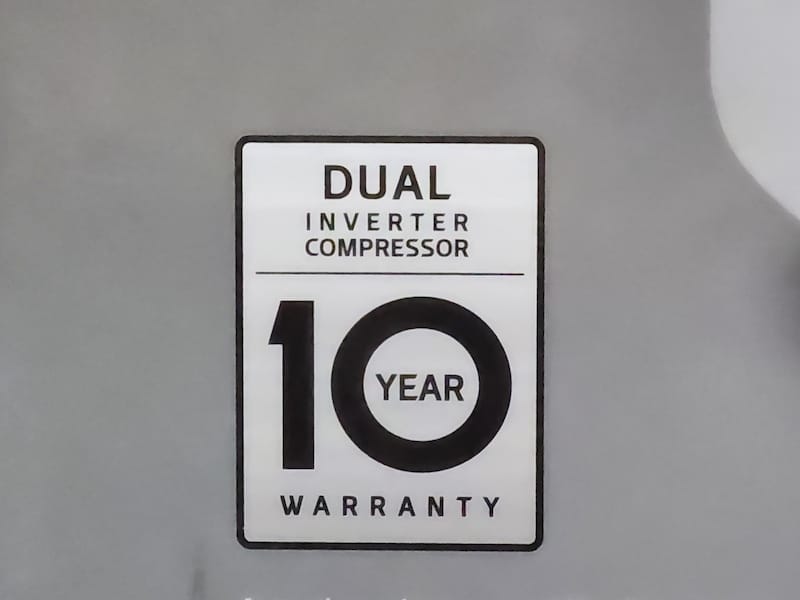 DUAL
INVERTER
COMPRESSOR
10
YEAR
WARRANTY